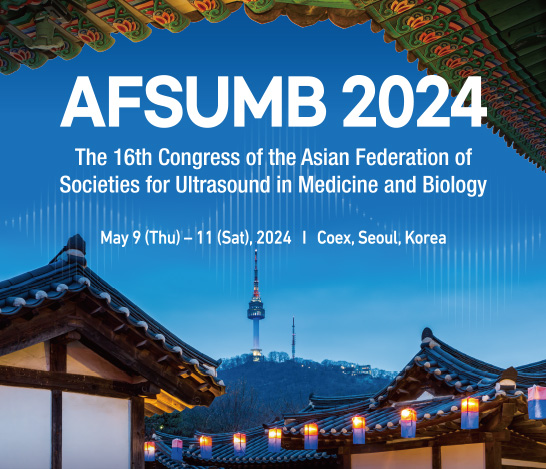 AFSUMB 2024
The 16th Congress of the Asian Federation of
Societies for Ultrasound in Medicine and Biology
May 9 (Thu) – 11 (Sat), 2024 I Coex, Seoul, Korea